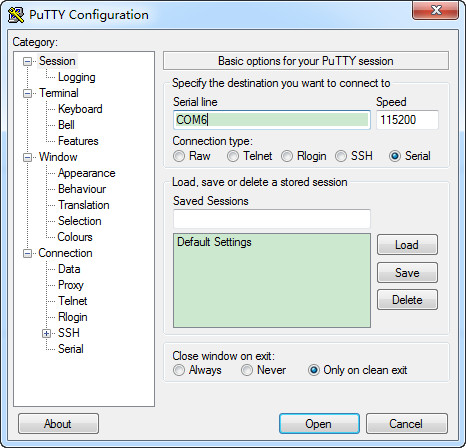 PuTTY Configuration
Category:
Session
Logging
Terminal
Keyboard
Bell
Features
Window
Appearance
Behaviour
Translation
Selection
Colours
Connection
Data
Proxy
Telnet
Rlogin
SSH
Serial
Basic options for your PuTTY session
Specify the destination you want to connect to
Serial line Speed
COM6 115200
Connection type:
Raw Telnet Rlogin SSH Serial
Load, save or delete a stored session
Saved Sessions
Default Settings
Load
Save
Delete
Close window on exit:
Always Never Only on clean exit
About Open Cancel